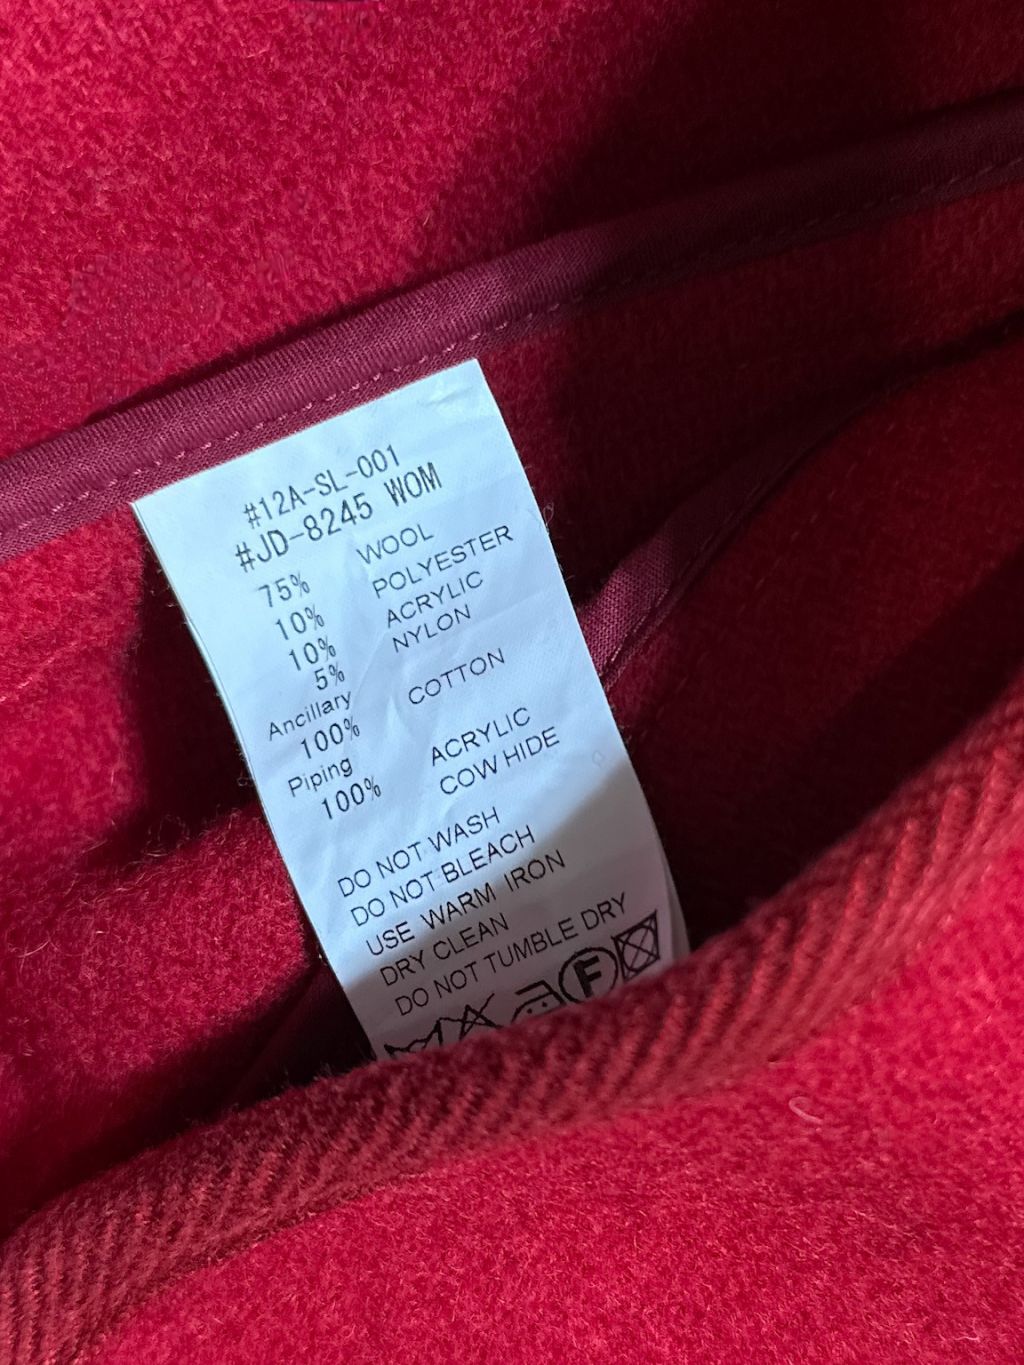 #12A-SL-001
#JD-8245 WOM
75% WOOL
10% POLYESTER
10% ACRYLIC
5% NYLON
Ancillary
100% COTTON
Piping
100% ACRYLIC
COW HIDE
DO NOT WASH
DO NOT BLEACH
USE WARM IRON
DRY CLEAN
DO NOT TUMBLE DRY
F